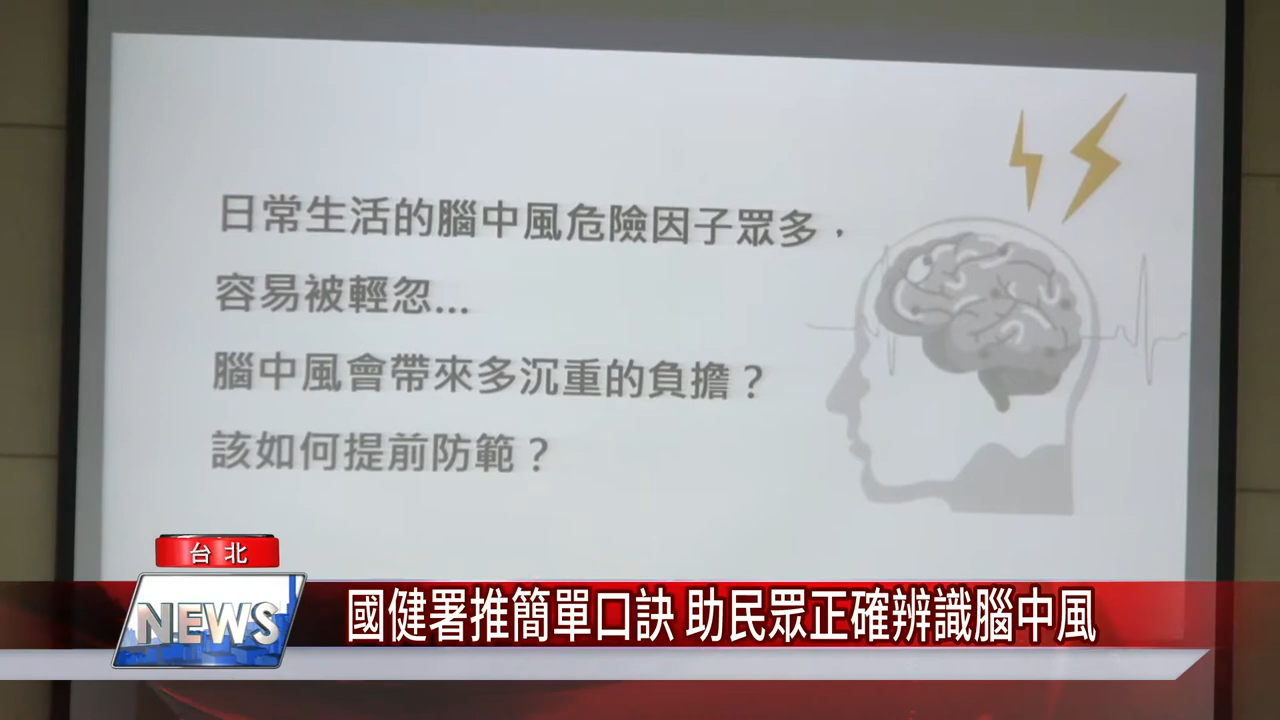 日常生活的腦中風危險因子眾多，
容易被輕忽...
腦中風會帶來多沉重的負擔？
該如何提前防範？
台北
NEWS
國健署推簡單口訣 助民眾正確辨識腦中風